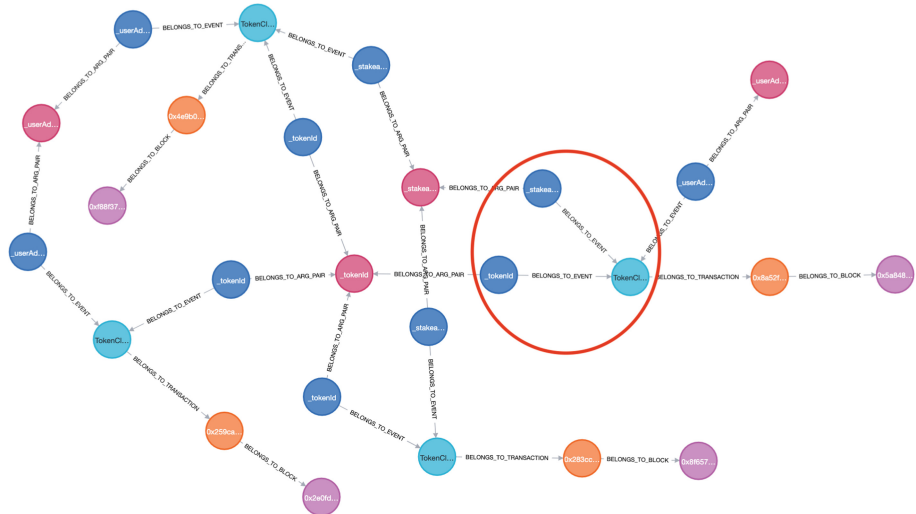 TokenCl...
_userAd...
BELONGS_TO_EVENT
BELONGS_TO_EVENT
_stakea...
_userAd...
BELONGS_TO_ARG_PAIR
BELONGS_TO_TRANS...
BELONGS_TO_EVENT
0x4e9b0...
_userAd...
_tokenId
BELONGS_TO_ARG_PAIR
BELONGS_TO_ARG_PAIR
BELONGS_TO_BLOCK
BELONGS_TO_ARG_PAIR
_stakea...
BELONGS_TO_ARG_PAIR
_stakea...
_userAd...
BELONGS_TO_ARG_PAIR
0xf88f37...
BELONGS_TO_ARG_PAIR
BELONGS_TO_EVENT
BELONGS_TO_EVENT
_userAd...
_tokenId
BELONGS_TO_ARG_PAIR
_tokenId
BELONGS_TO_ARG_PAIR
_tokenId
BELONGS_TO_EVENT
TokenCl...
BELONGS_TO_TRANSACTION
0x8a52f...
BELONGS_TO_BLOCK
0x5a848...
BELONGS_TO_EVENT
BELONGS_TO_EVENT
BELONGS_TO_ARG_PAIR
_stakea...
TokenCl...
BELONGS_TO_ARG_PAIR
BELONGS_TO_TRANSACTION
_tokenId
BELONGS_TO_EVENT
BELONGS_TO_EVENT
0x259ca...
TokenCl...
BELONGS_TO_TRANSACTION
0x283cc...
BELONGS_TO_BLOCK
0x8f657...
BELONGS_TO_BLOCK
0x2e0fd...